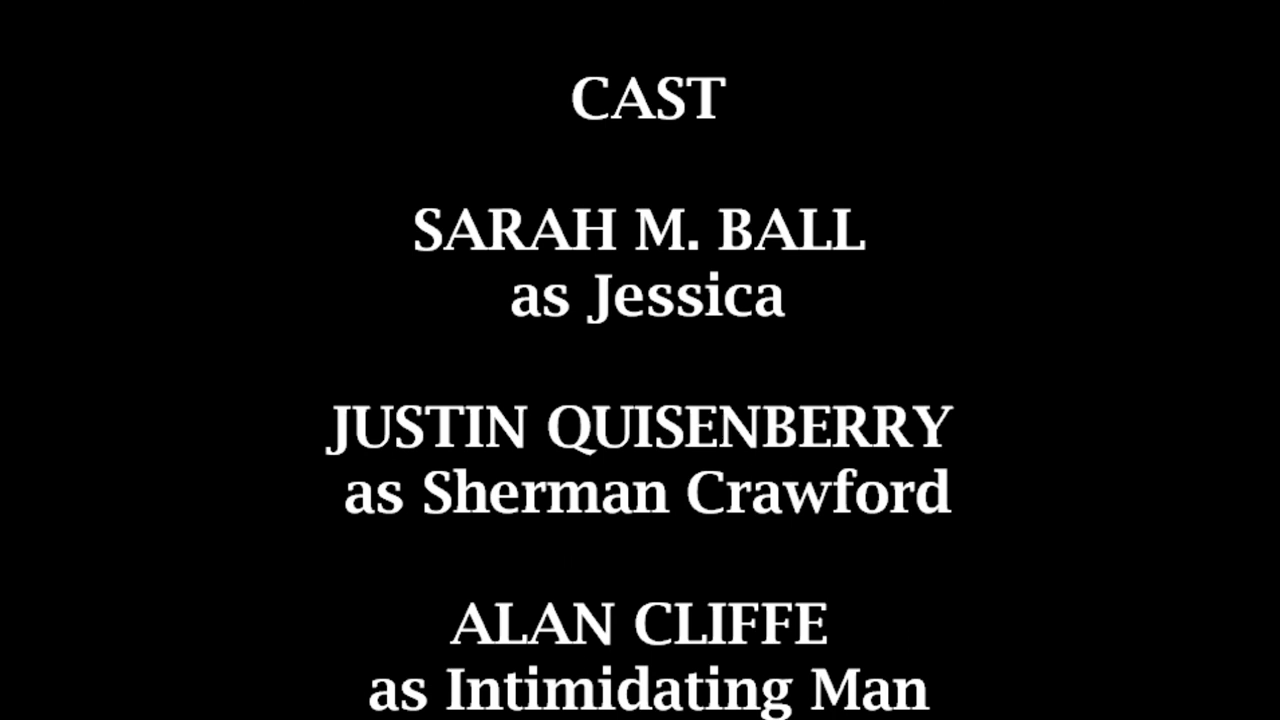 CAST
SARAH M. BALL
as Jessica
JUSTIN QUISENBERRY
as Sherman Crawford
ALAN CLIFFE
as Intimidating Man